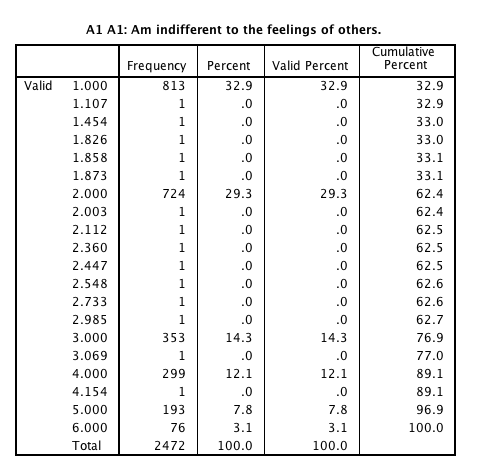 A1 A1: Am indifferent to the feelings of others.
Frequency Percent Valid Percent Cumulative Percent
Valid 1.000 813 32.9 32.9 32.9
1.107 1 .0 .0 32.9
1.454 1 .0 .0 33.0
1.826 1 .0 .0 33.0
1.858 1 .0 .0 33.1
1.873 1 .0 .0 33.1
2.000 724 29.3 29.3 62.4
2.003 1 .0 .0 62.4
2.112 1 .0 .0 62.5
2.360 1 .0 .0 62.5
2.447 1 .0 .0 62.5
2.548 1 .0 .0 62.6
2.733 1 .0 .0 62.6
2.985 1 .0 .0 62.7
3.000 353 14.3 14.3 76.9
3.069 1 .0 .0 77.0
4.000 299 12.1 12.1 89.1
4.154 1 .0 .0 89.1
5.000 193 7.8 7.8 96.9
6.000 76 3.1 3.1 100.0
Total 2472 100.0 100.0